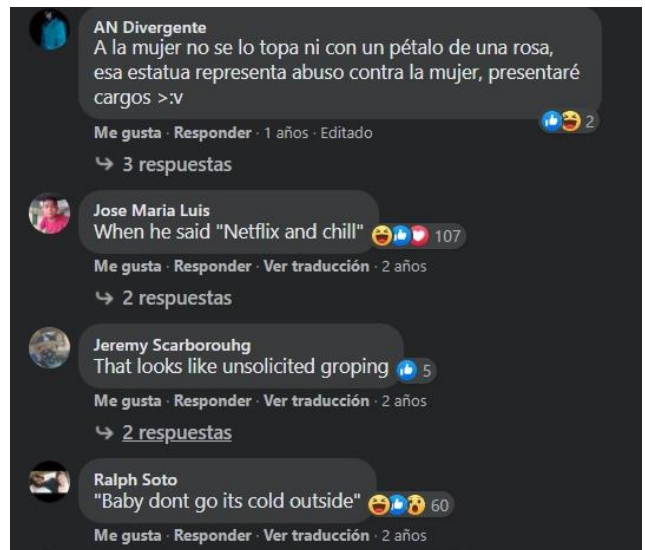 AN Divergente
A la mujer no se lo topa ni con un pétalo de una rosa,
esa estatua representa abuso contra la mujer, presentaré
cargos >:v
2
Me gusta · Responder · 1 años · Editado
3 respuestas
Jose Maria Luis
When he said "Netflix and chill"
107
Me gusta · Responder · Ver traducción · 2 años
2 respuestas
Jeremy Scarborouhg
That looks like unsolicited groping
5
Me gusta · Responder · Ver traducción · 2 años
2 respuestas
Ralph Soto
"Baby dont go its cold outside"
60
Me gusta · Responder · Ver traducción · 2 años